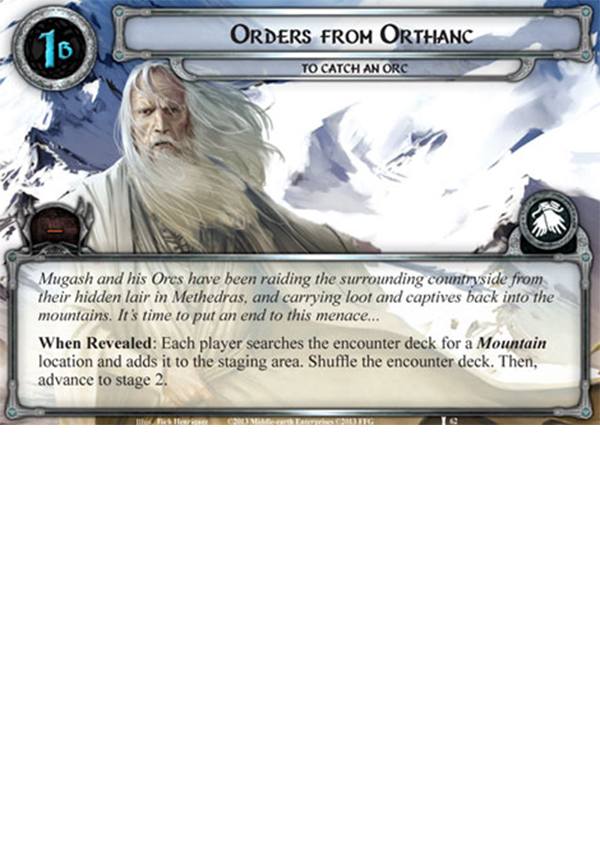 1B
ORDERS FROM ORTHANC
TO CATCH AN ORC
Mugash and his Orcs have been raiding the surrounding countryside from
their hidden lair in Methedras, and carrying loot and captives back into the
mountains. It's time to put an end to this menace...
When Revealed: Each player searches the encounter deck for a Mountain
location and adds it to the staging area. Shuffle the encounter deck. Then,
advance to stage 2.
Illus. Rich Henriquez ©2013 Middle-earth Enterprises ©2013 FFG 62